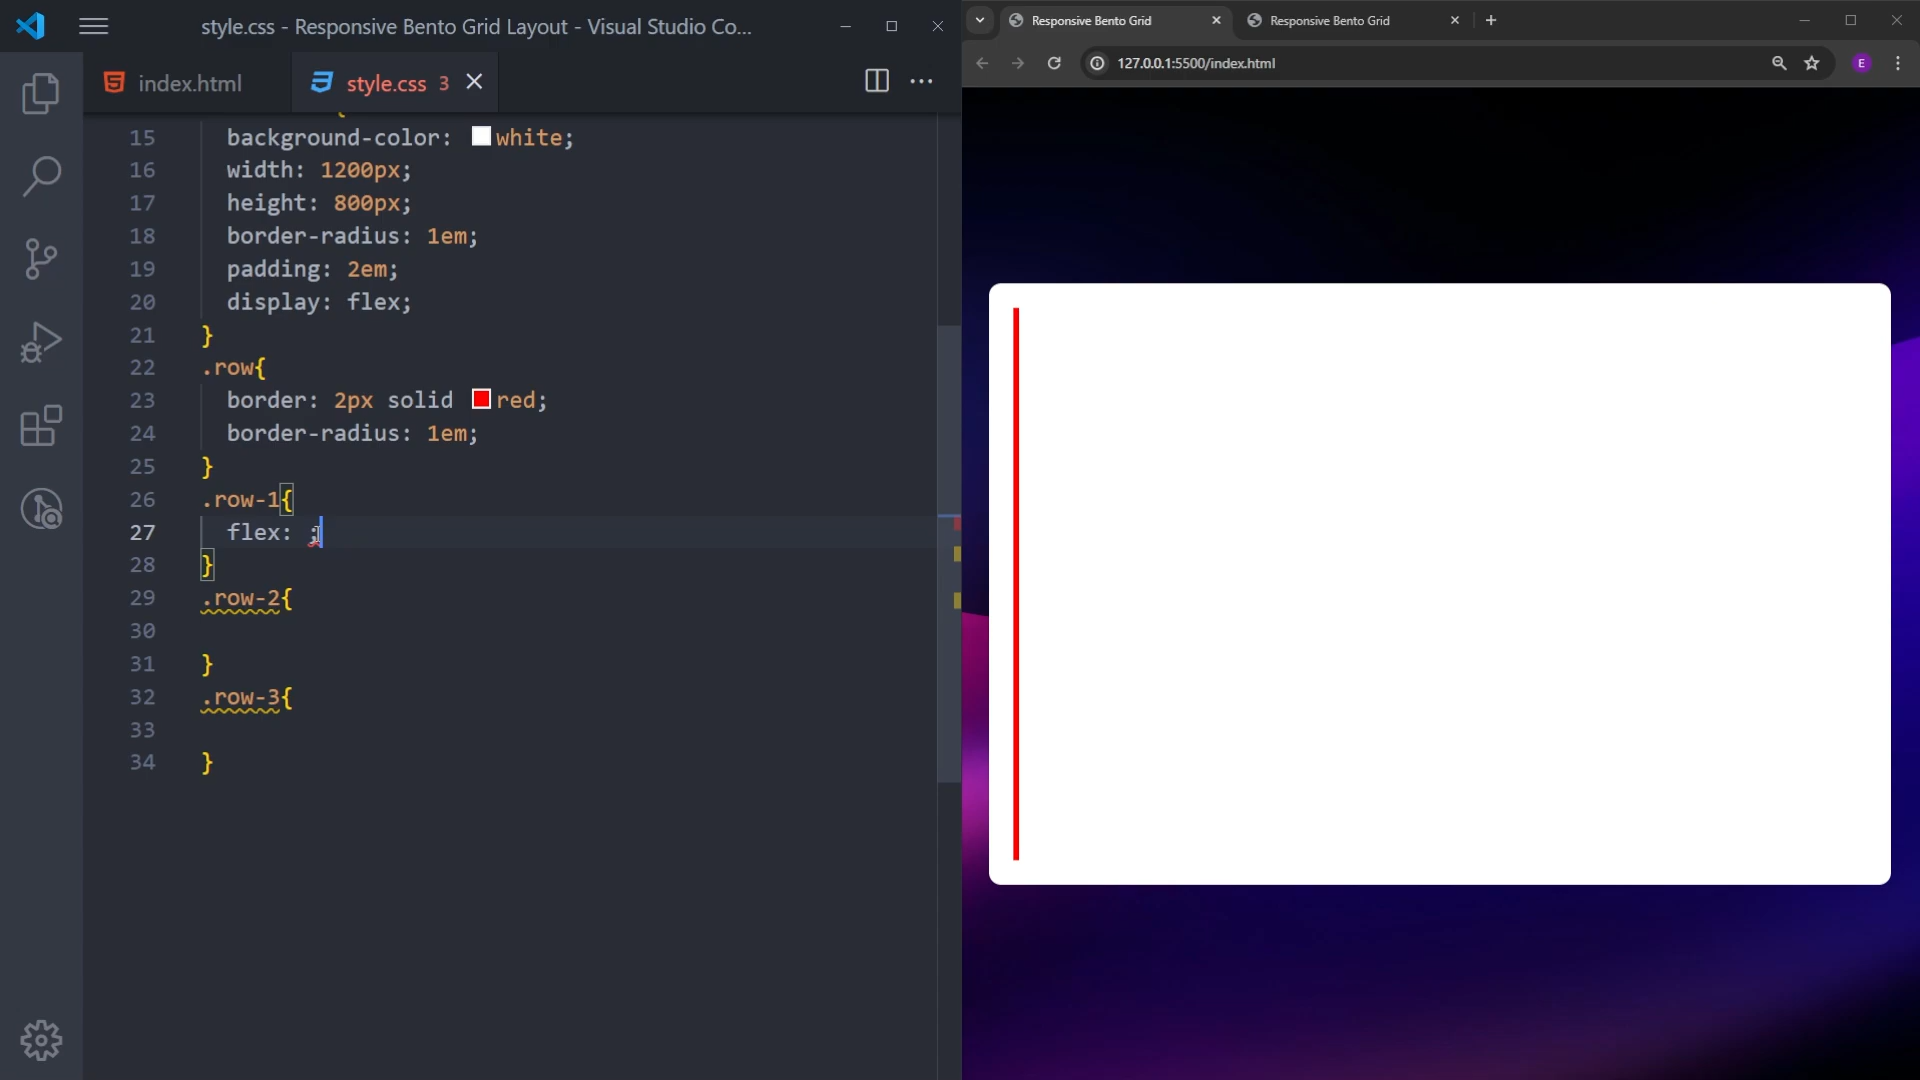 style.css - Responsive Bento Grid Layout - Visual Studio Co...
index.html
style.css 3
{
15 background-color: white;
16 width: 1200px;
17 height: 800px;
18 border-radius: 1em;
19 padding: 2em;
20 display: flex;
21 }
22 .row{
23 border: 2px solid red;
24 border-radius: 1em;
25 }
26 .row-1{
27 flex: ;
28 }
29 .row-2{
30
31 }
32 .row-3{
33
34 }
Responsive Bento Grid
Responsive Bento Grid
127.0.0.1:5500/index.html
E